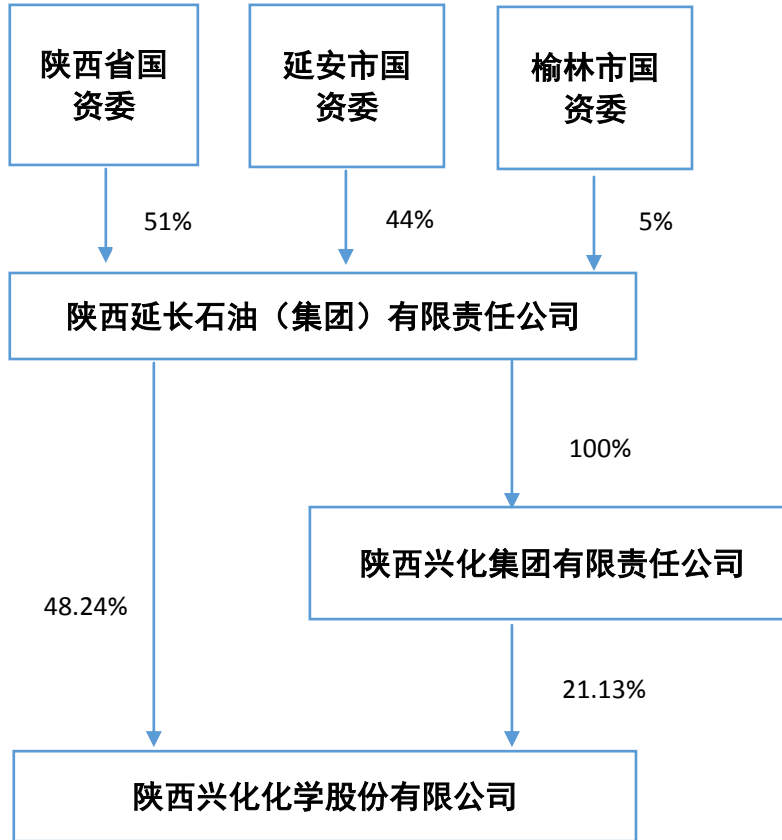 陕西省国
资委
延安市国
资委
榆林市国
资委
51%
44%
5%
陕西延长石油（集团）有限责任公司
100%
陕西兴化集团有限责任公司
48.24%
21.13%
陕西兴化化学股份有限公司